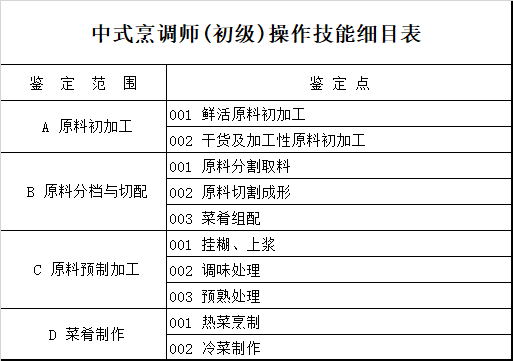 中式烹调师(初级)操作技能细目表
鉴 定 范 围 鉴 定 点
A 原料初加工
001 鲜活原料初加工
002 干货及加工性原料初加工
B 原料分档与切配
001 原料分割取料
002 原料切割成形
003 菜肴组配
C 原料预制加工
001 挂糊、上浆
002 调味处理
003 预熟处理
D 菜肴制作
001 热菜烹制
002 冷菜制作